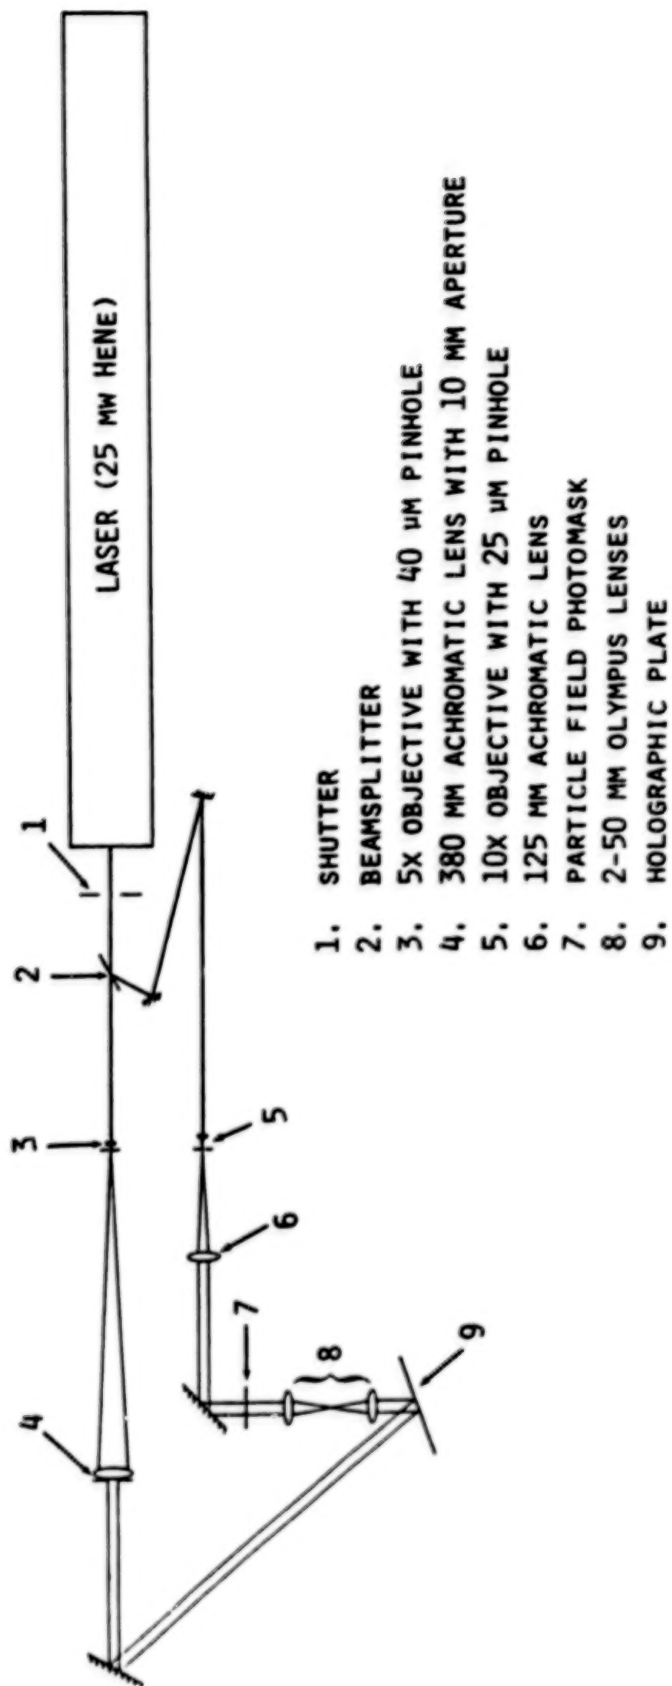 LASER (25 MW HENE)
1
2
3
4
5
6
7
8
9
1. SHUTTER
2. BEAMSPLITTER
3. 5X OBJECTIVE WITH 40 μM PINHOLE
4. 380 MM ACHROMATIC LENS WITH 10 MM APERTURE
5. 10X OBJECTIVE WITH 25 μM PINHOLE
6. 125 MM ACHROMATIC LENS
7. PARTICLE FIELD PHOTOMASK
8. 2-50 MM OLYMPUS LENSES
9. HOLOGRAPHIC PLATE